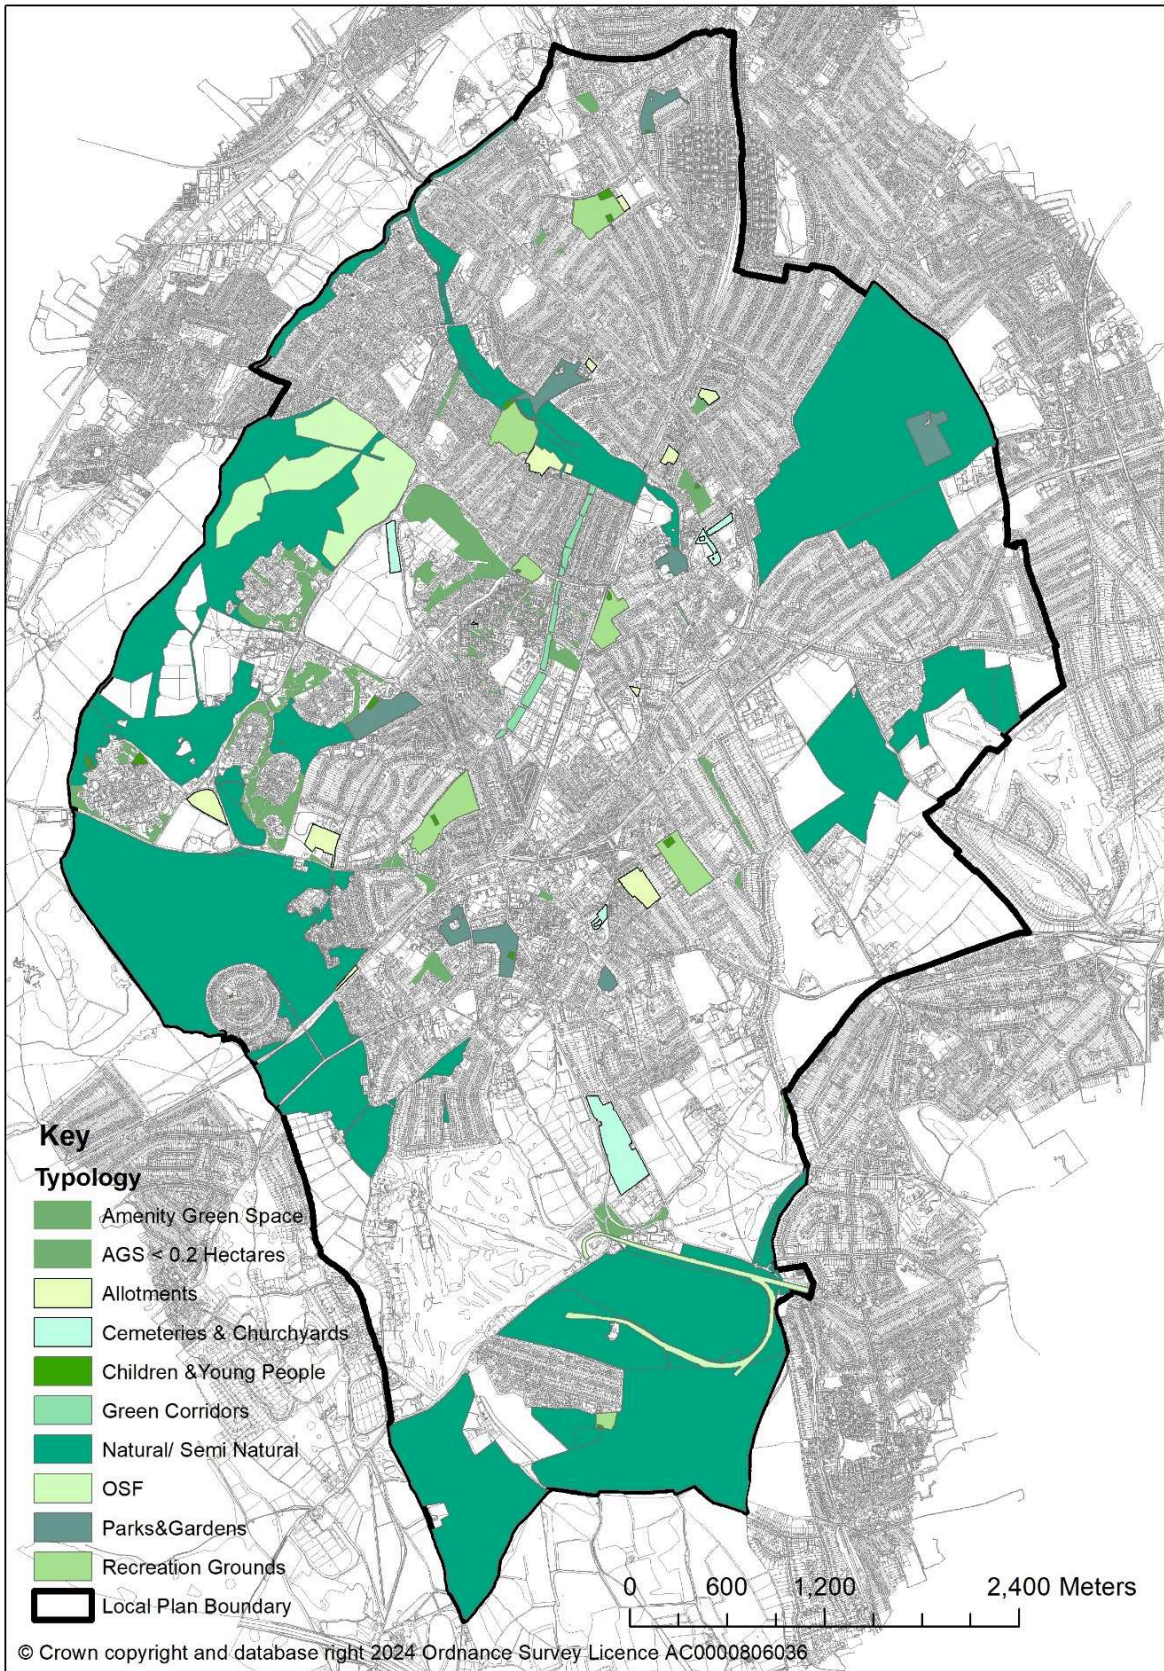 Key
Typology
Amenity Green Space
AGS < 0.2 Hectares
Allotments
Cemeteries & Churchyards
Children &Young People
Green Corridors
Natural/ Semi Natural
OSF
Parks&Gardens
Recreation Grounds
Local Plan Boundary
0 600 1,200 2,400 Meters
© Crown copyright and database right 2024 Ordnance Survey Licence AC0000806036